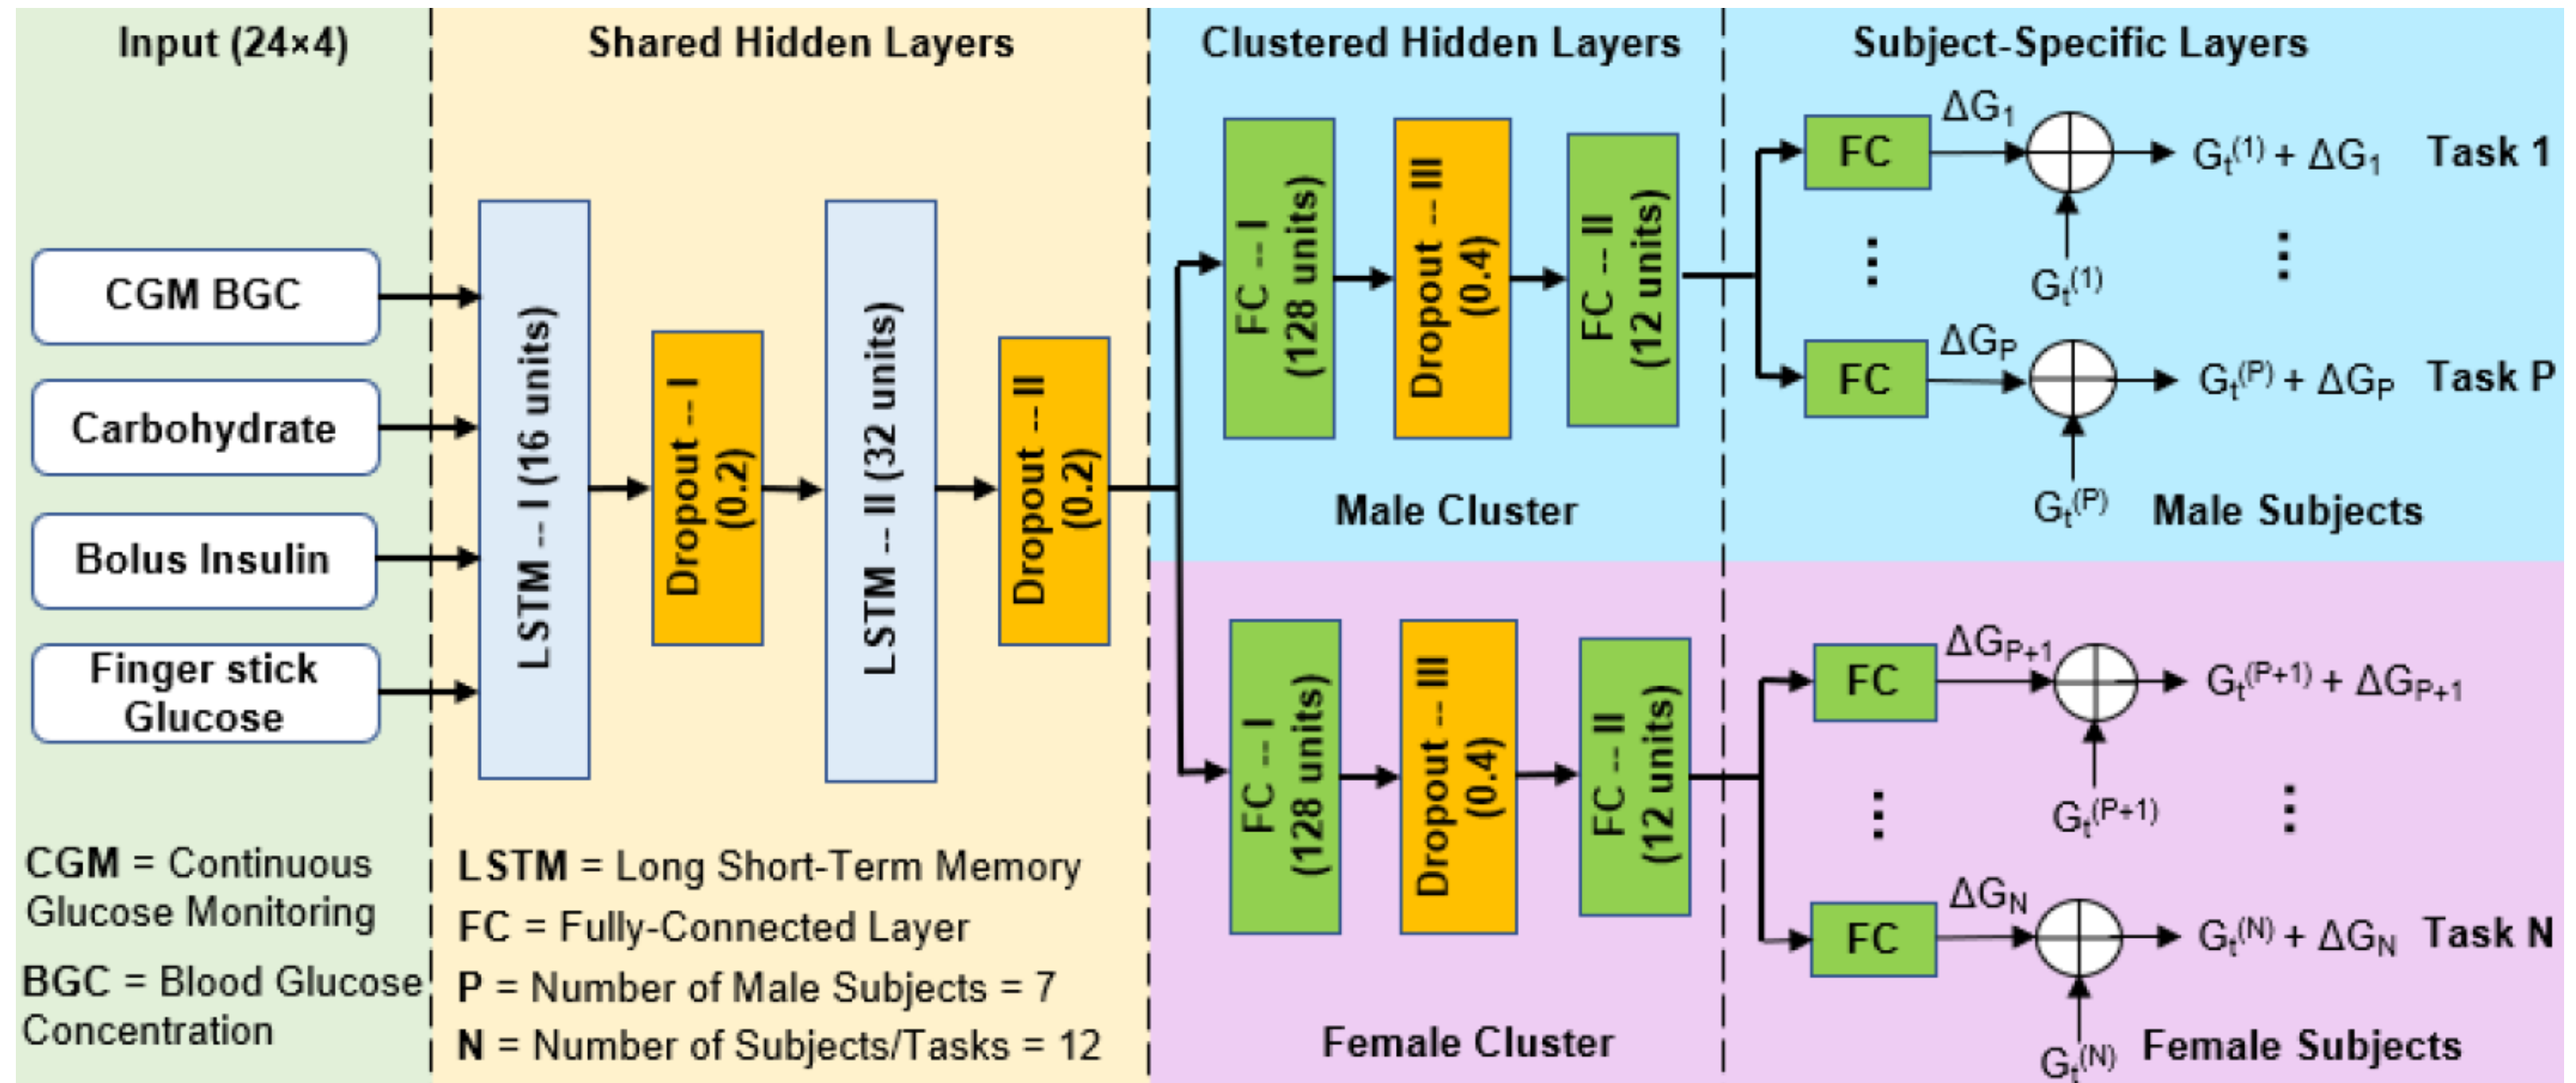 Input (24×4)
CGM BGC
Carbohydrate
Bolus Insulin
Finger stick
Glucose
CGM = Continuous
Glucose Monitoring
BGC = Blood Glucose
Concentration
Shared Hidden Layers
LSTM -- I (16 units)
Dropout -- I
(0.2)
LSTM -- II (32 units)
Dropout -- II
(0.2)
LSTM = Long Short-Term Memory
FC = Fully-Connected Layer
P = Number of Male Subjects = 7
N = Number of Subjects/Tasks = 12
Clustered Hidden Layers
FC -- I
(128 units)
Dropout -- III
(0.4)
FC -- II
(12 units)
Male Cluster
FC -- I
(128 units)
Dropout -- III
(0.4)
FC -- II
(12 units)
Female Cluster
Subject-Specific Layers
FC
ΔG₁
Gₜ⁽¹⁾
Gₜ⁽¹⁾ + ΔG₁
Task 1
⋮
⋮
FC
ΔG_P
Gₜ^(P)
Gₜ^(P) + ΔG_P
Task P
Male Subjects
FC
ΔG_P+1
Gₜ^(P+1)
Gₜ^(P+1) + ΔG_P+1
⋮
⋮
FC
ΔG_N
Gₜ^(N)
Gₜ^(N) + ΔG_N
Task N
Female Subjects